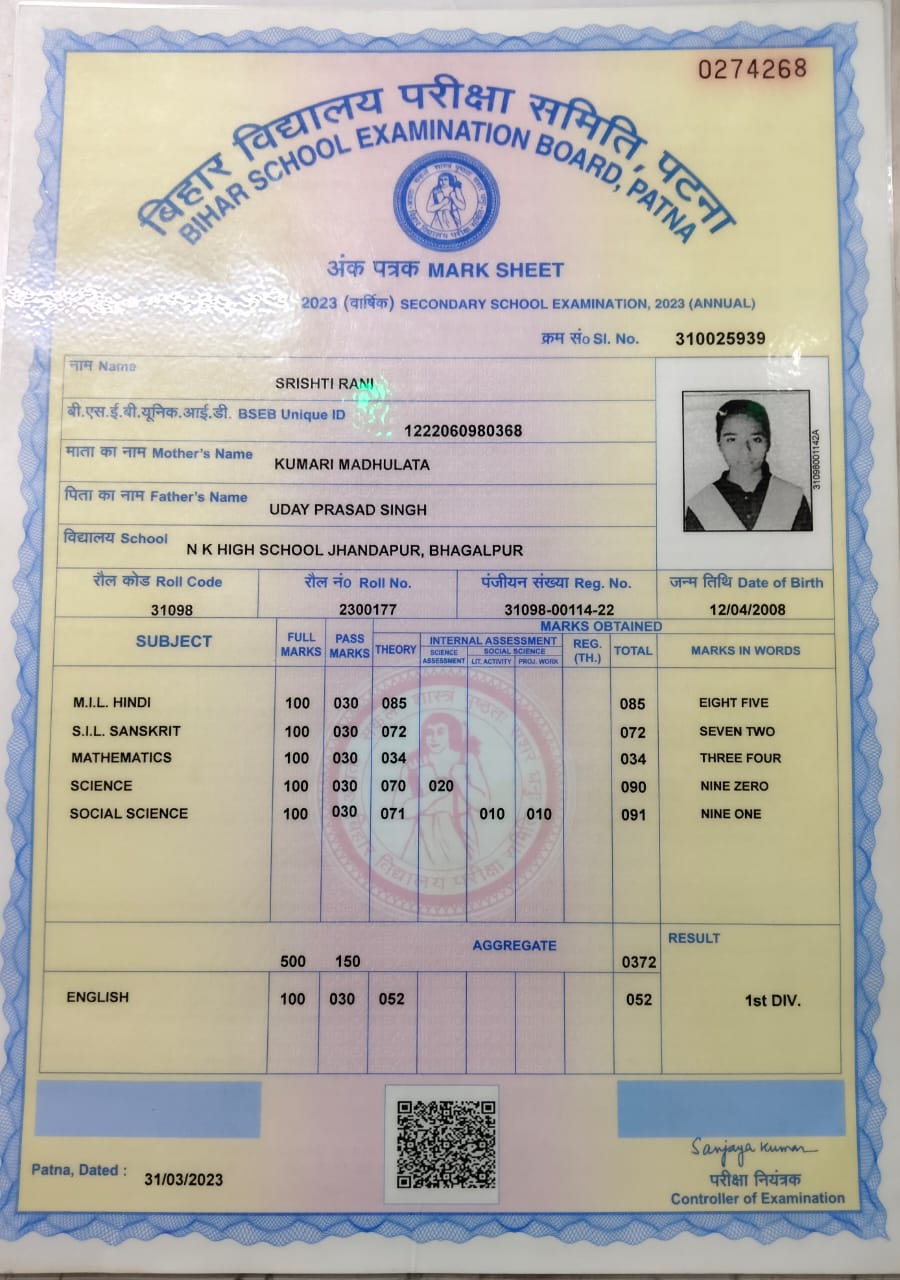 0274268
बिहार विद्यालय परीक्षा समिति, पटना
BIHAR SCHOOL EXAMINATION BOARD, PATNA
अंक पत्रक MARK SHEET
2023 (वार्षिक) SECONDARY SCHOOL EXAMINATION, 2023 (ANNUAL)
क्रम सं० Sl. No. 310025939
नाम Name SRISHTI RANI
बी.एस.ई.बी.यूनिक.आई.डी. BSEB Unique ID 1222060980368
माता का नाम Mother's Name KUMARI MADHULATA
पिता का नाम Father's Name UDAY PRASAD SINGH
विद्यालय School N K HIGH SCHOOL JHANDAPUR, BHAGALPUR
31098001142A
रौल कोड Roll Code रौल नं० Roll No. पंजीयन संख्या Reg. No. जन्म तिथि Date of Birth
31098 2300177 31098-00114-22 12/04/2008
MARKS OBTAINED
SUBJECT FULL MARKS PASS MARKS THEORY INTERNAL ASSESSMENT REG. (TH.) TOTAL MARKS IN WORDS
SCIENCE ASSESSMENT SOCIAL SCIENCE
LIT. ACTIVITY PROJ. WORK
M.I.L. HINDI 100 030 085 085 EIGHT FIVE
S.I.L. SANSKRIT 100 030 072 072 SEVEN TWO
MATHEMATICS 100 030 034 034 THREE FOUR
SCIENCE 100 030 070 020 090 NINE ZERO
SOCIAL SCIENCE 100 030 071 010 010 091 NINE ONE
AGGREGATE RESULT
500 150 0372
ENGLISH 100 030 052 052 1st DIV.
Sanjaya Kumar
Patna, Dated : 31/03/2023
परीक्षा नियंत्रक
Controller of Examination